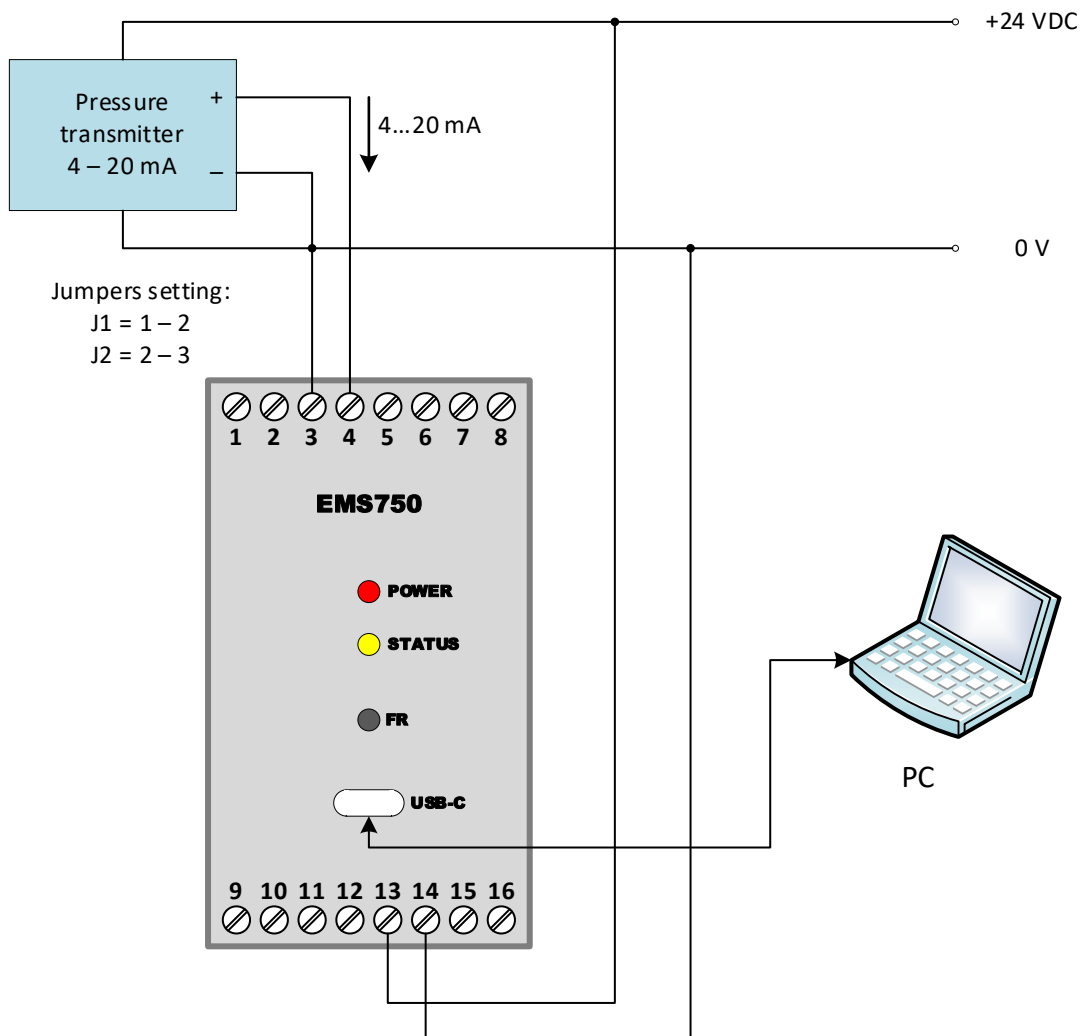 +24 VDC
Pressure
transmitter
4 – 20 mA
+
–
4...20 mA
0 V
Jumpers setting:
J1 = 1 – 2
J2 = 2 – 3
1 2 3 4 5 6 7 8
EMS750
POWER
STATUS
FR
USB-C
PC
9 10 11 12 13 14 15 16